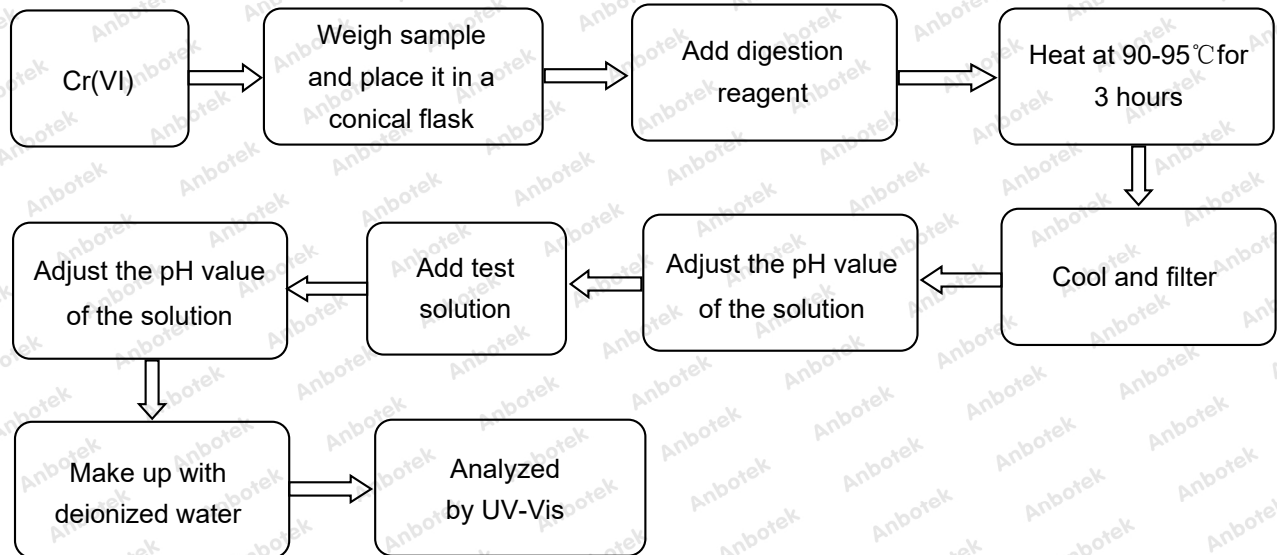 Cr(VI)
Weigh sample
and place it in a
conical flask
Add digestion
reagent
Heat at 90-95℃for
3 hours
Cool and filter
Adjust the pH value
of the solution
Add test
solution
Adjust the pH value
of the solution
Make up with
deionized water
Analyzed
by UV-Vis
Anbotek